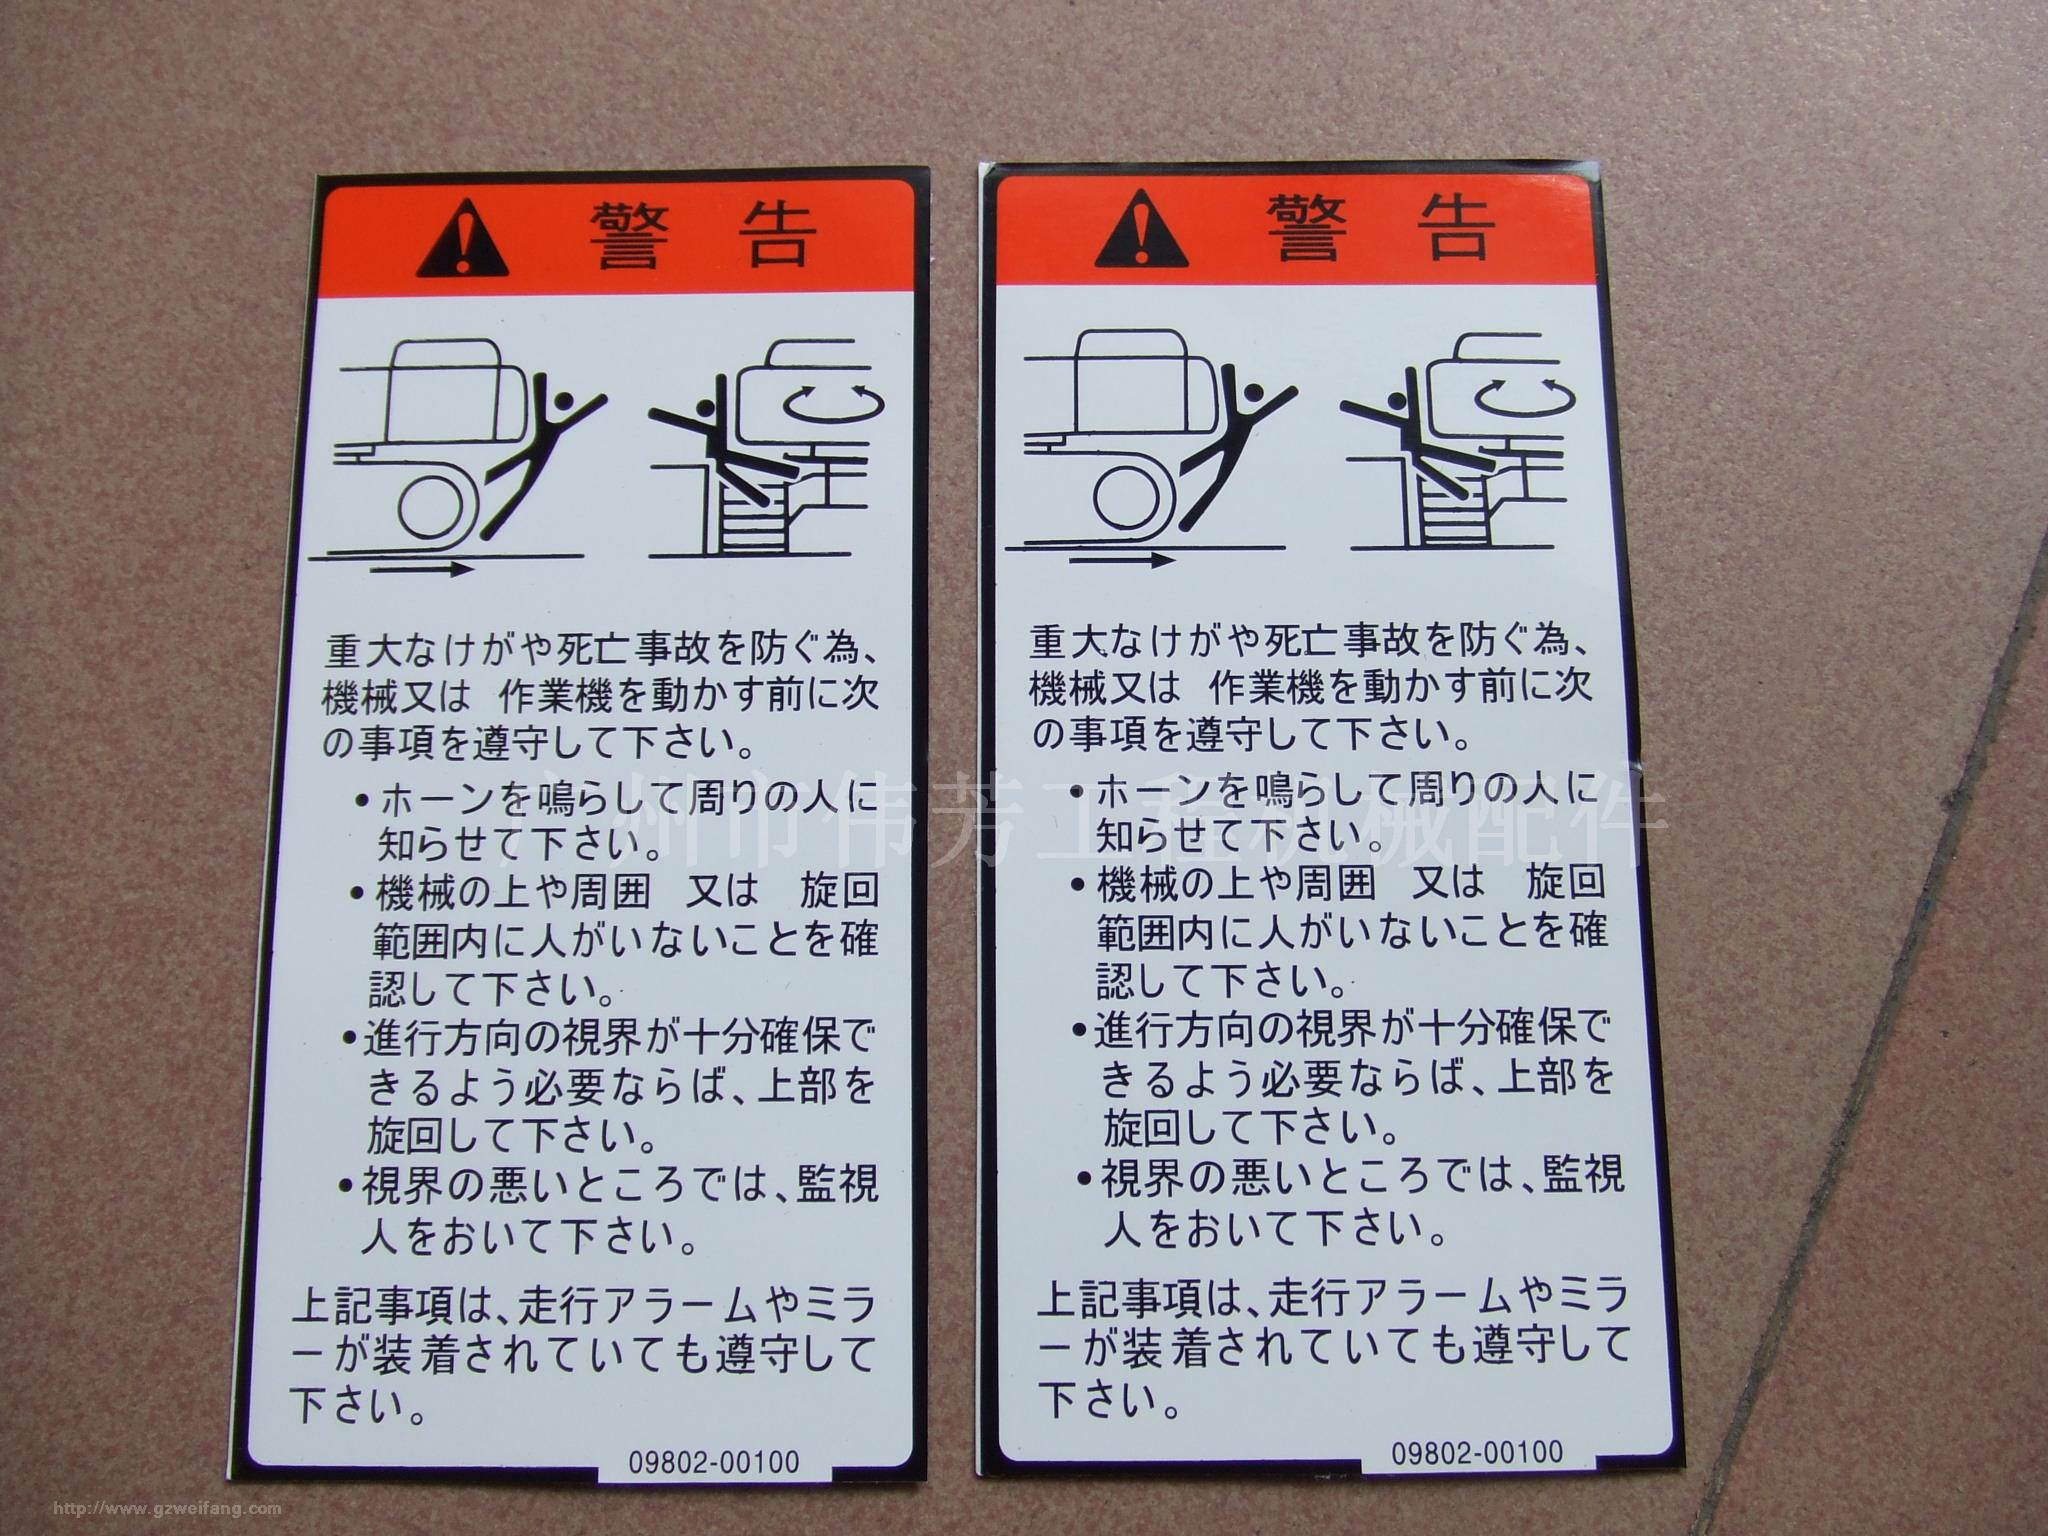 警 告
重大なけがや死亡事故を防ぐ為、
機械又は 作業機を動かす前に次
の事項を遵守して下さい。
・ホーンを鳴らして周りの人に
知らせて下さい。
・機械の上や周囲 又は 旋回
範囲内に人がいないことを確
認して下さい。
・進行方向の視界が十分確保で
きるよう必要ならば、上部を
旋回して下さい。
・視界の悪いところでは、監視
人をおいて下さい。
上記事項は、走行アラームやミラ
ーが装着されていても遵守して
下さい。
09802-00100
警 告
重大なけがや死亡事故を防ぐ為、
機械又は 作業機を動かす前に次
の事項を遵守して下さい。
・ホーンを鳴らして周りの人に
知らせて下さい。
・機械の上や周囲 又は 旋回
範囲内に人がいないことを確
認して下さい。
・進行方向の視界が十分確保で
きるよう必要ならば、上部を
旋回して下さい。
・視界の悪いところでは、監視
人をおいて下さい。
上記事項は、走行アラームやミラ
ーが装着されていても遵守して
下さい。
09802-00100
广州市伟芳工程机械配件
http://www.gzweifang.com